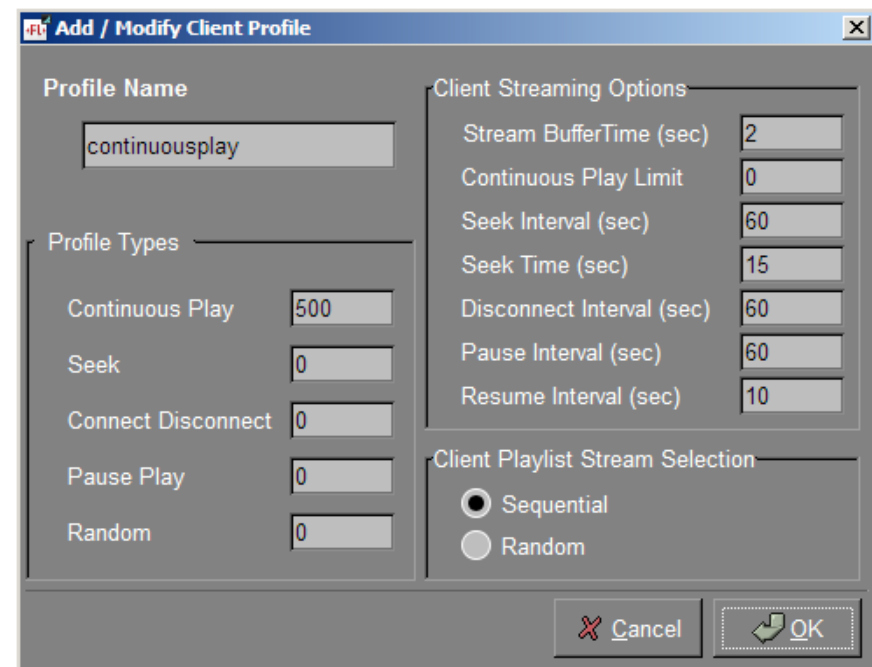 FL Add / Modify Client Profile
Profile Name
continuousplay
Profile Types
Continuous Play 500
Seek 0
Connect Disconnect 0
Pause Play 0
Random 0
Client Streaming Options
Stream BufferTime (sec) 2
Continuous Play Limit 0
Seek Interval (sec) 60
Seek Time (sec) 15
Disconnect Interval (sec) 60
Pause Interval (sec) 60
Resume Interval (sec) 10
Client Playlist Stream Selection
Sequential
Random
Cancel
OK